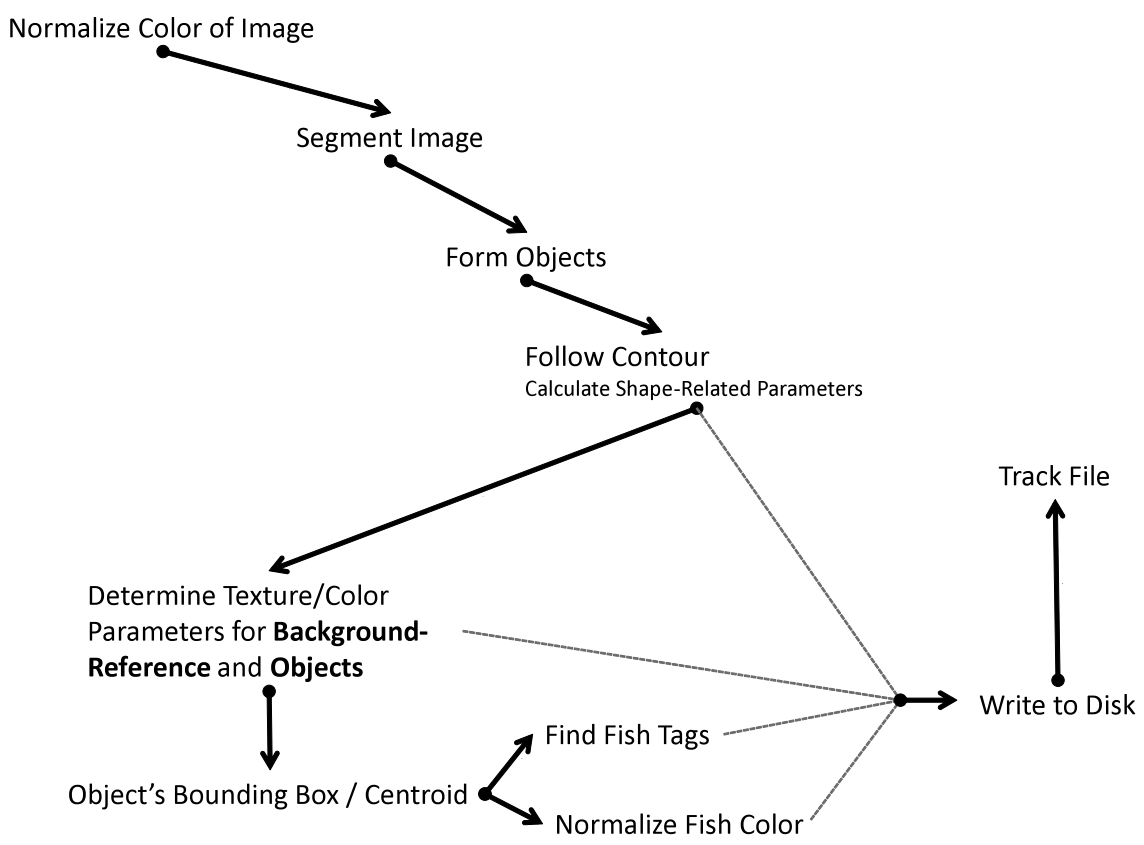 Normalize Color of Image
Segment Image
Form Objects
Follow Contour
Calculate Shape-Related Parameters
Track File
Determine Texture/Color
Parameters for Background-
Reference and Objects
Write to Disk
Find Fish Tags
Object's Bounding Box / Centroid
Normalize Fish Color